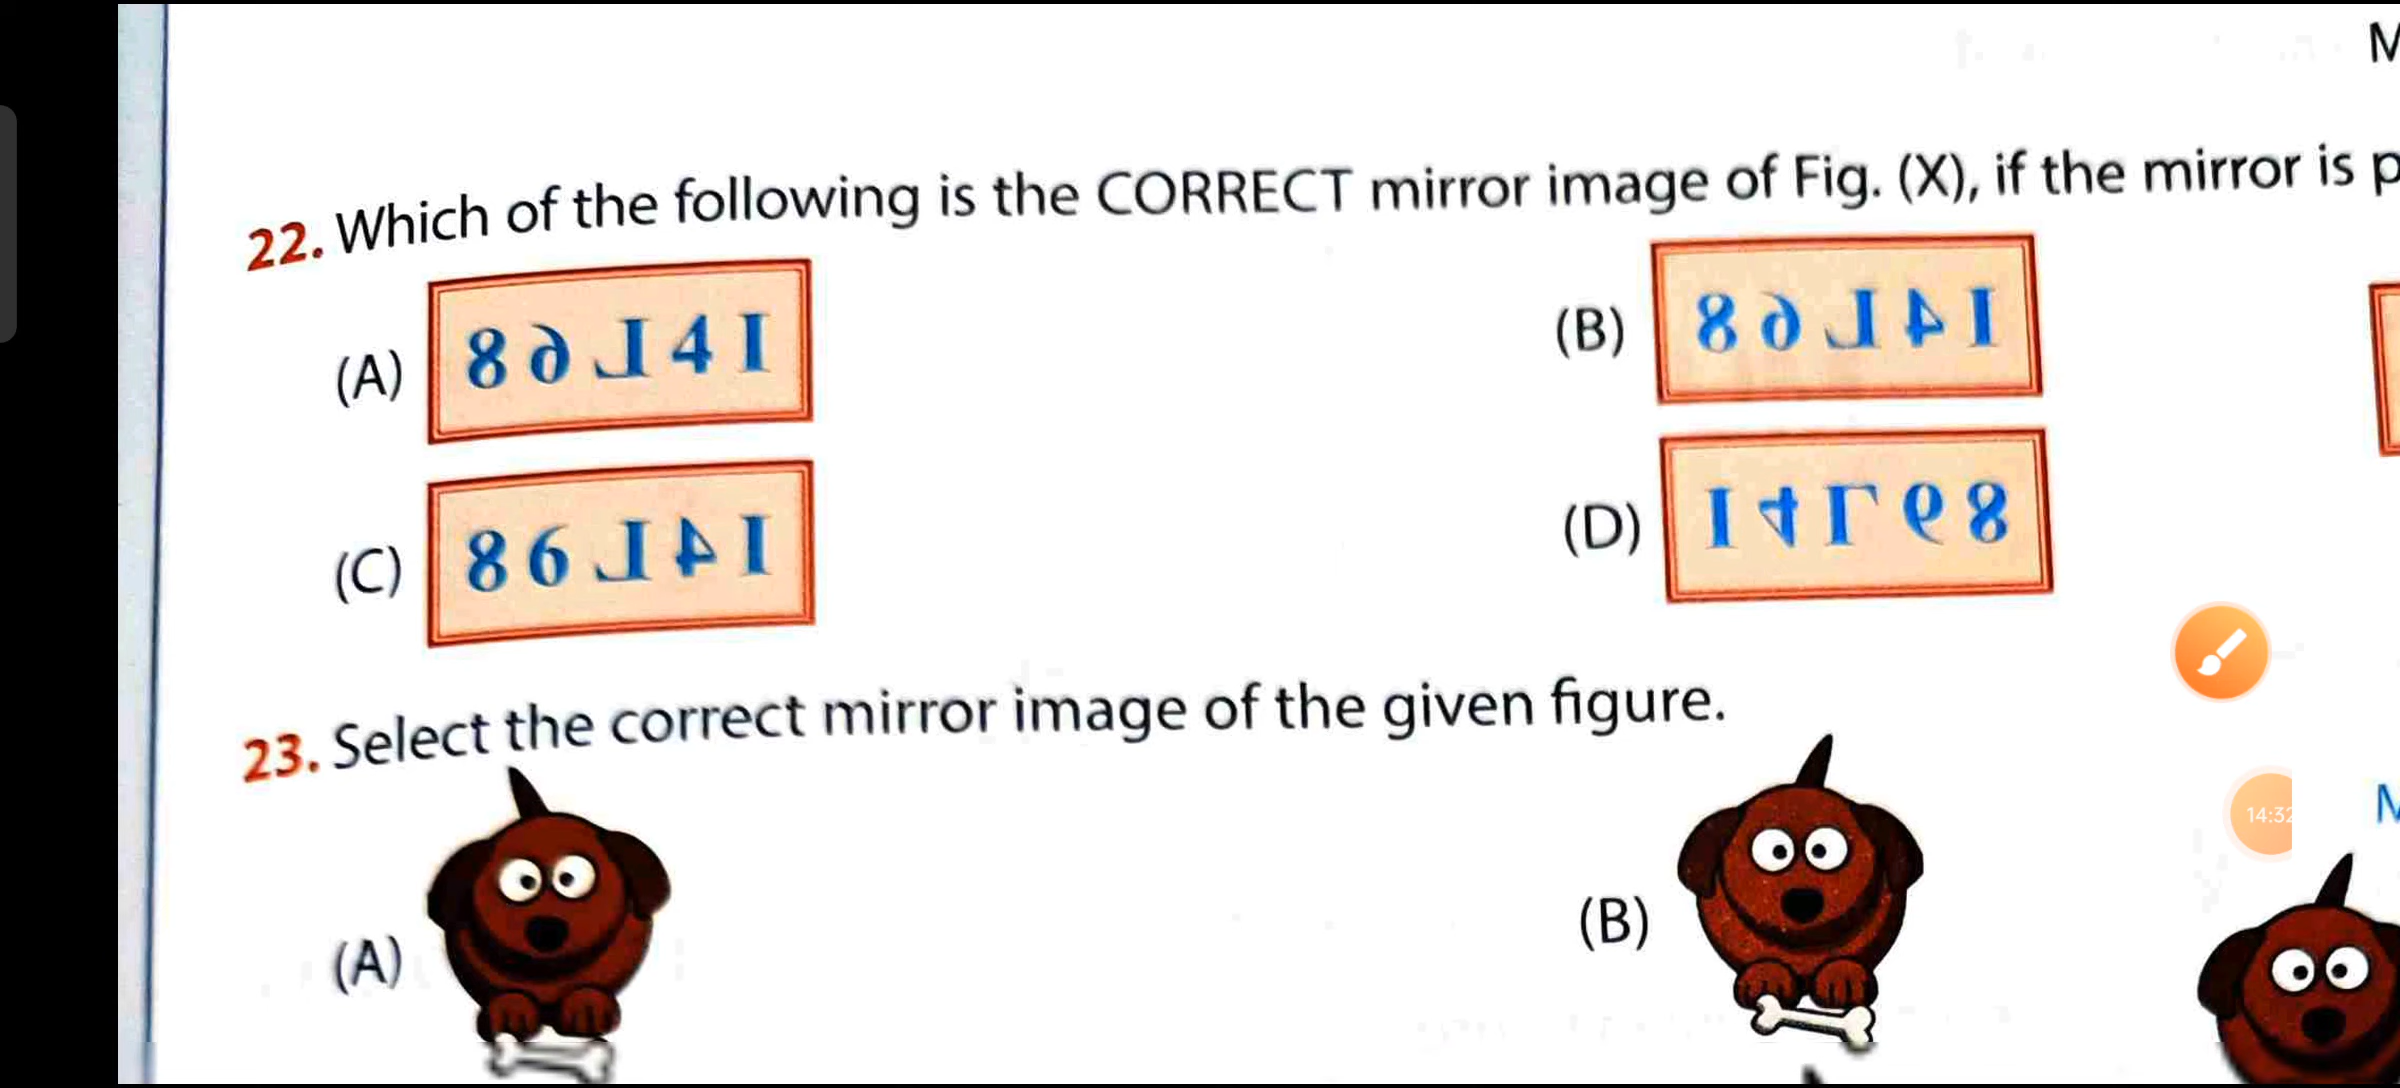 M
22. Which of the following is the CORRECT mirror image of Fig. (X), if the mirror is p
(A)
(B)
(C)
(D)
23. Select the correct mirror image of the given figure.
14:32
M
(A)
(B)